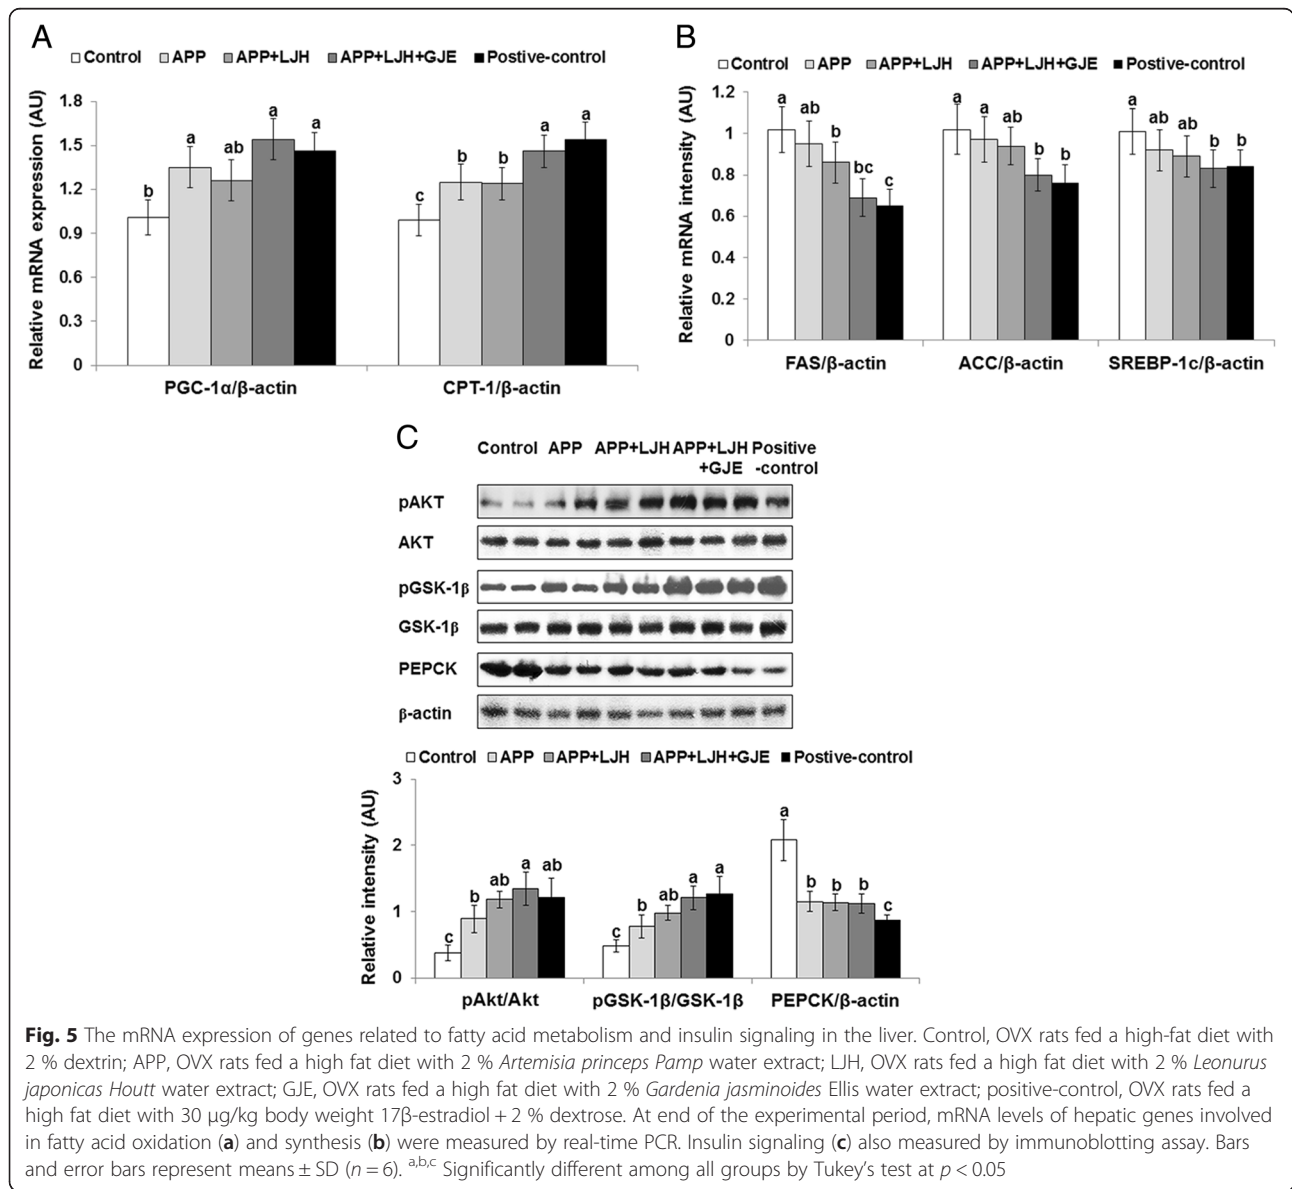 A
Control APP APP+LJH APP+LJH+GJE Postive-control
Relative mRNA expression (AU)
1.8
1.5
1.2
0.9
0.6
0.3
0
b a ab a a
c b b a a
PGC-1α/β-actin CPT-1/β-actin
B
Control APP APP+LJH APP+LJH+GJE Postive-control
Relative mRNA intensity (AU)
1.2
1
0.8
0.6
0.4
0.2
0
a ab b bc c
a a ab b b
a ab ab b b
FAS/β-actin ACC/β-actin SREBP-1c/β-actin
C
Control APP APP+LJH APP+LJH Positive
+GJE -control
pAKT
AKT
pGSK-1β
GSK-1β
PEPCK
β-actin
Control APP APP+LJH APP+LJH+GJE Postive-control
Relative intensity (AU)
3
2
1
0
c b ab a ab
c b ab a a
a b b b c
pAkt/Akt pGSK-1β/GSK-1β PEPCK/β-actin
Fig. 5 The mRNA expression of genes related to fatty acid metabolism and insulin signaling in the liver. Control, OVX rats fed a high-fat diet with
2 % dextrin; APP, OVX rats fed a high fat diet with 2 % Artemisia princeps Pamp water extract; LJH, OVX rats fed a high fat diet with 2 % Leonurus
japonicas Houtt water extract; GJE, OVX rats fed a high fat diet with 2 % Gardenia jasminoides Ellis water extract; positive-control, OVX rats fed a
high fat diet with 30 μg/kg body weight 17β-estradiol + 2 % dextrose. At end of the experimental period, mRNA levels of hepatic genes involved
in fatty acid oxidation (a) and synthesis (b) were measured by real-time PCR. Insulin signaling (c) also measured by immunoblotting assay. Bars
and error bars represent means ± SD (n = 6). a,b,c Significantly different among all groups by Tukey's test at p < 0.05